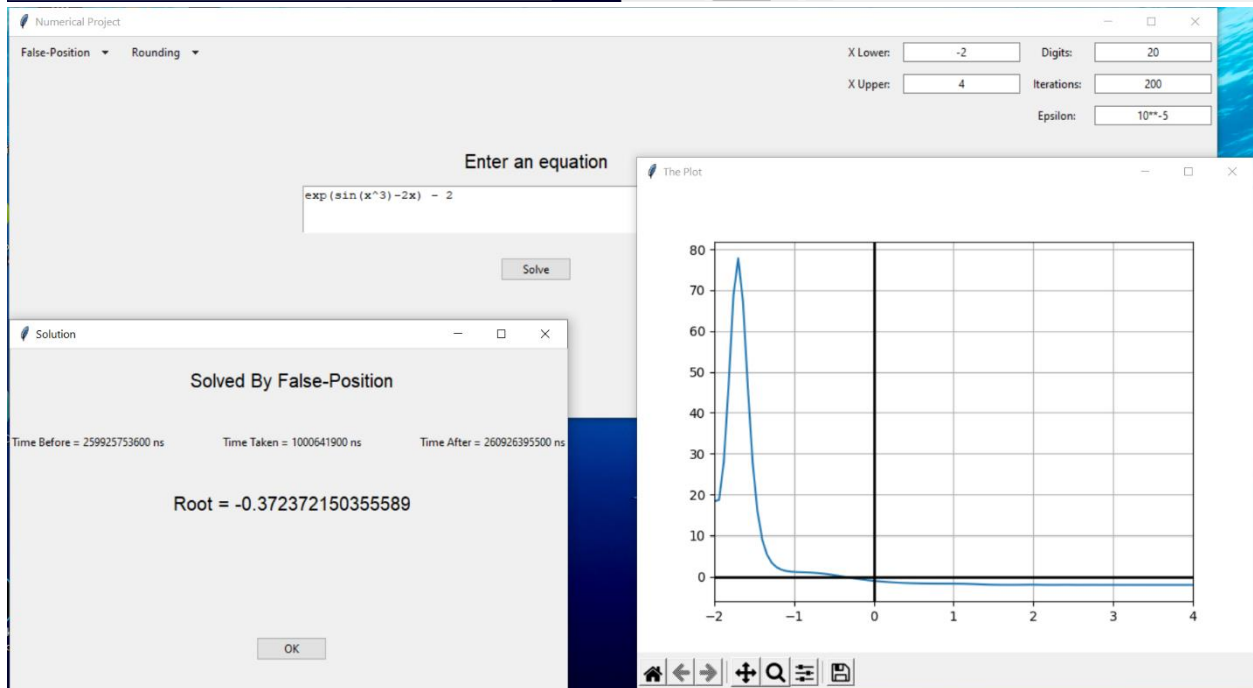 Numerical Project
False-Position Rounding
X Lower: -2 Digits: 20
X Upper: 4 Iterations: 200
Epsilon: 10**-5
Enter an equation
exp(sin(x^3)-2x) - 2
Solve
Solution
Solved By False-Position
Time Before = 259925753600 ns Time Taken = 1000641900 ns Time After = 260926395500 ns
Root = -0.372372150355589
OK
The Plot
80
70
60
50
40
30
20
10
0
−2 −1 0 1 2 3 4